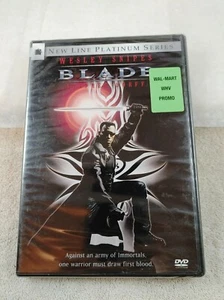 NEW LINE PLATINUM SERIES
WESLEY SNIPES
BLADE
WAL-MART
WHV
PROMO
Against an army of immortals,
one warrior must draw first blood.
DVD